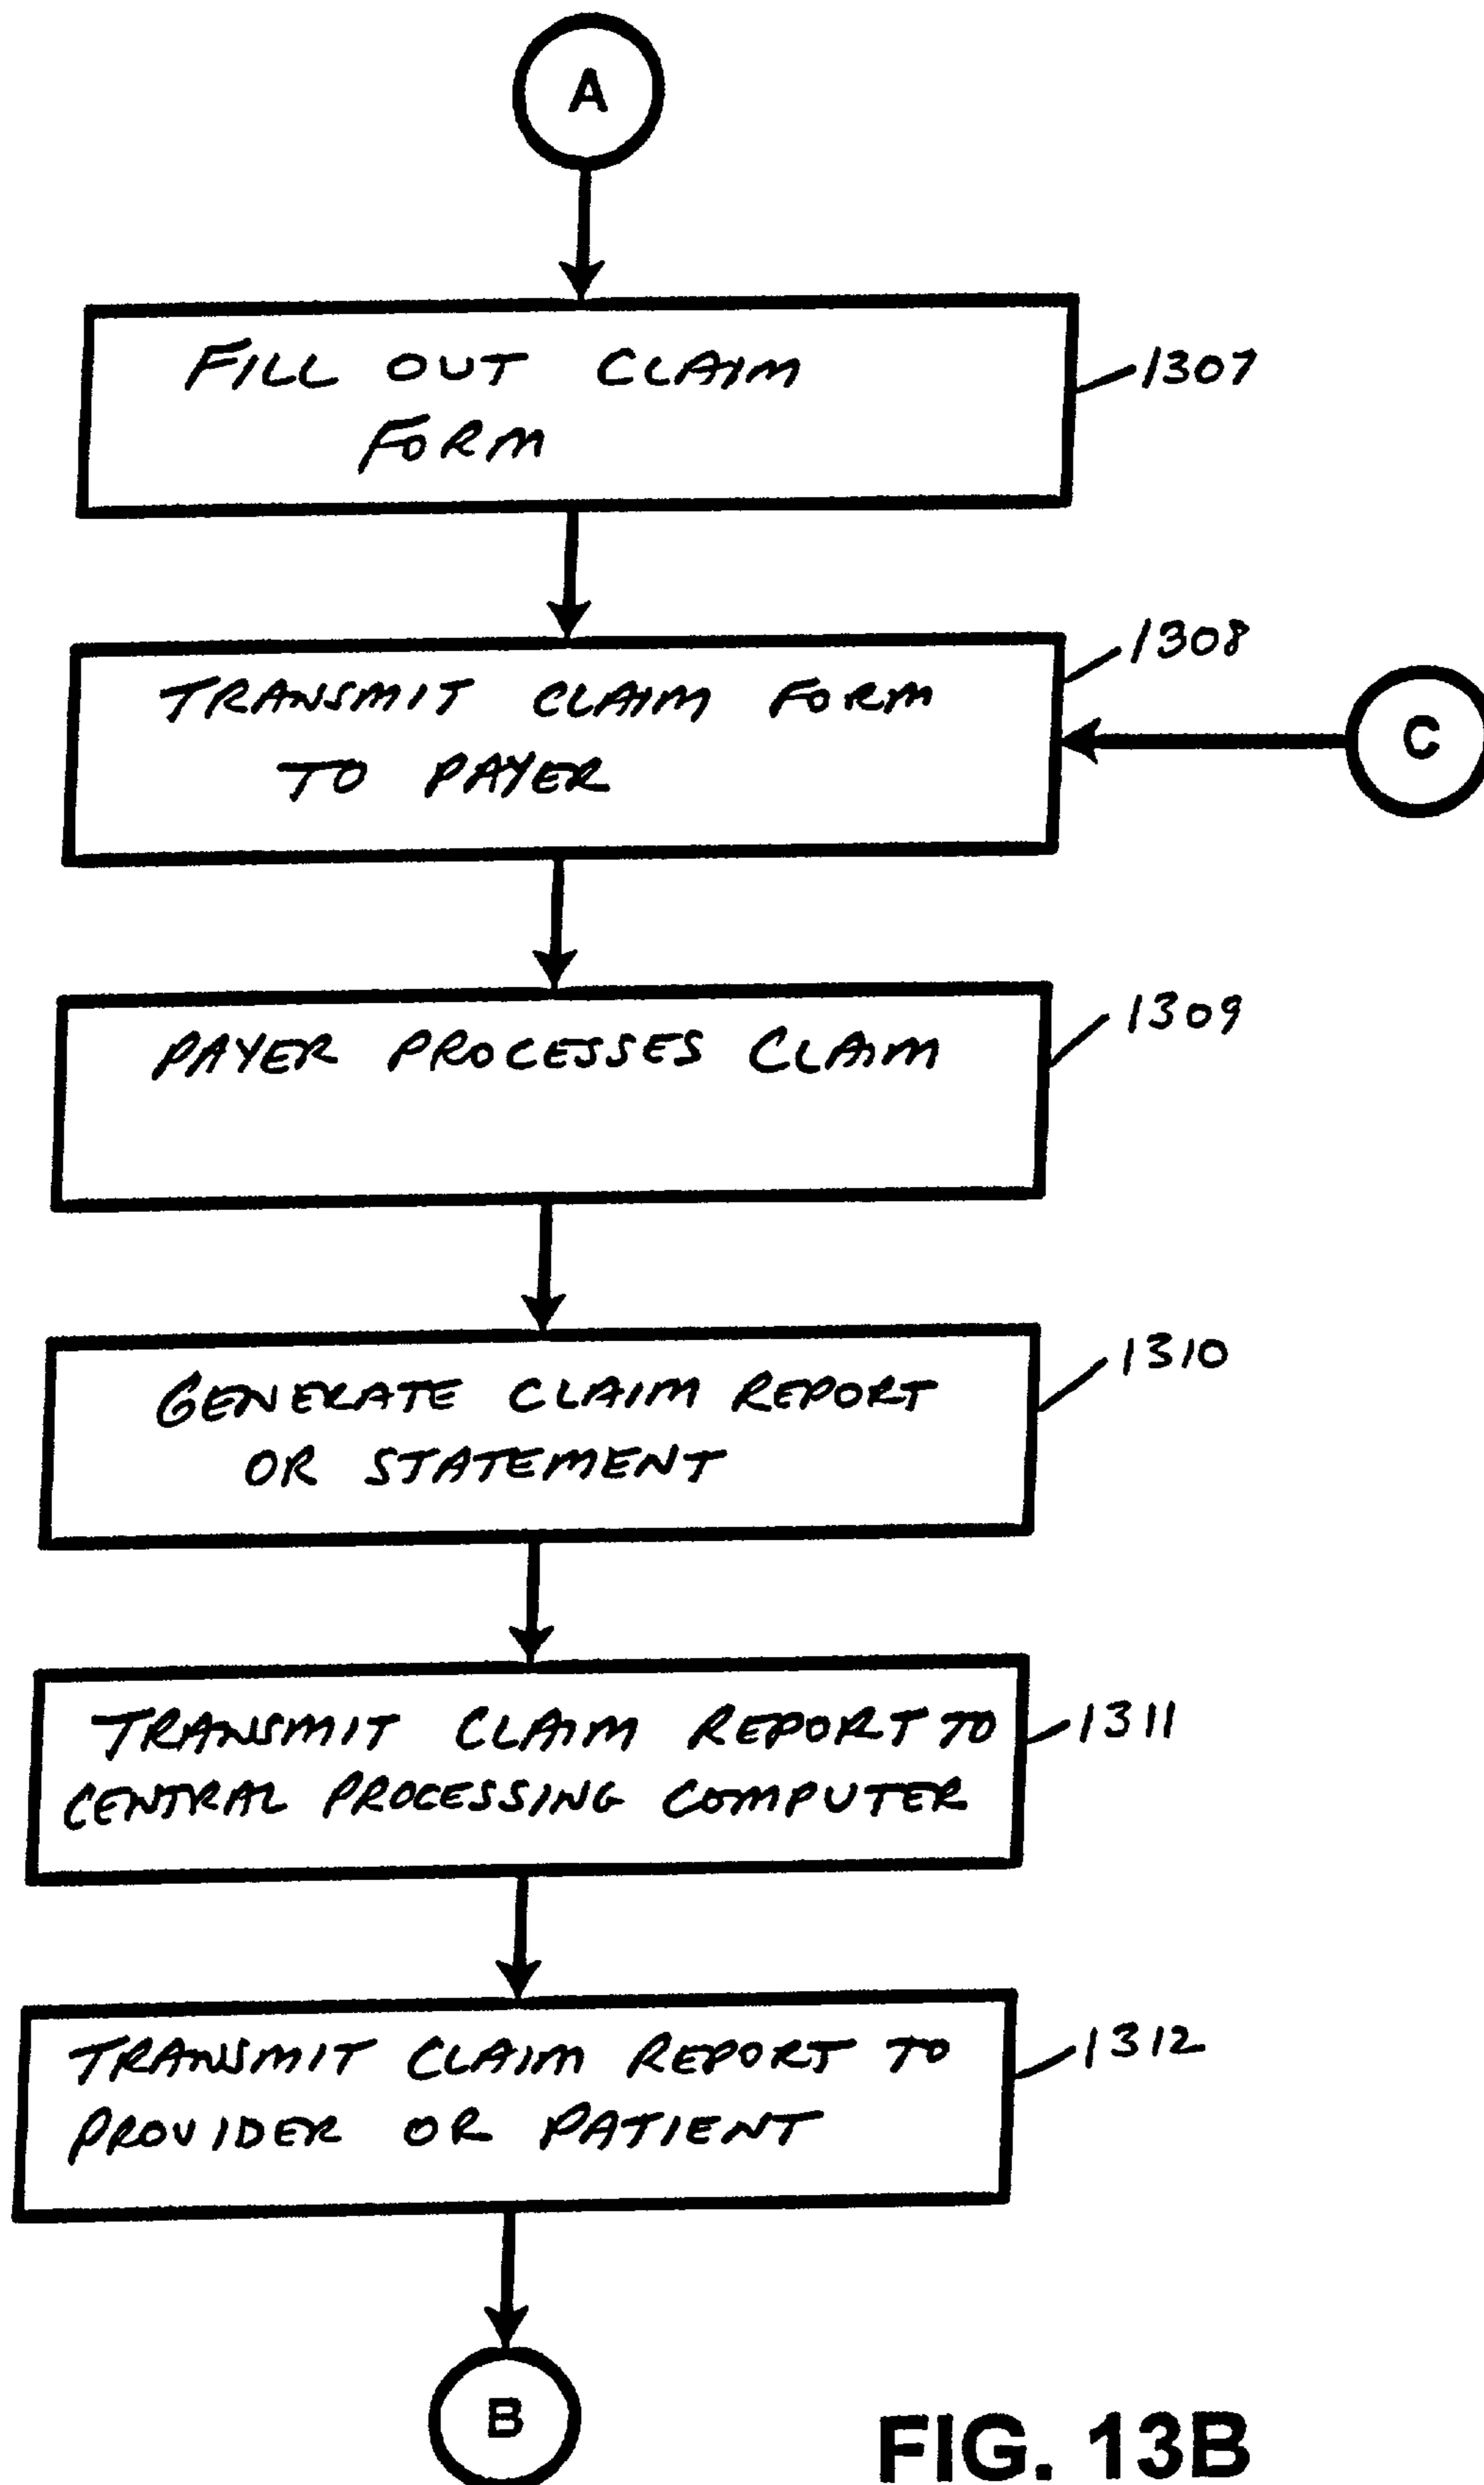 A
FILL OUT CLAIM
FORM
1307
TRANSMIT CLAIM FORM
TO PAYER
1308
C
PAYER PROCESSES CLAIM
1309
GENERATE CLAIM REPORT
OR STATEMENT
1310
TRANSMIT CLAIM REPORT TO
CENTRAL PROCESSING COMPUTER
1311
TRANSMIT CLAIM REPORT TO
PROVIDER OR PATIENT
1312
B
FIG. 13B